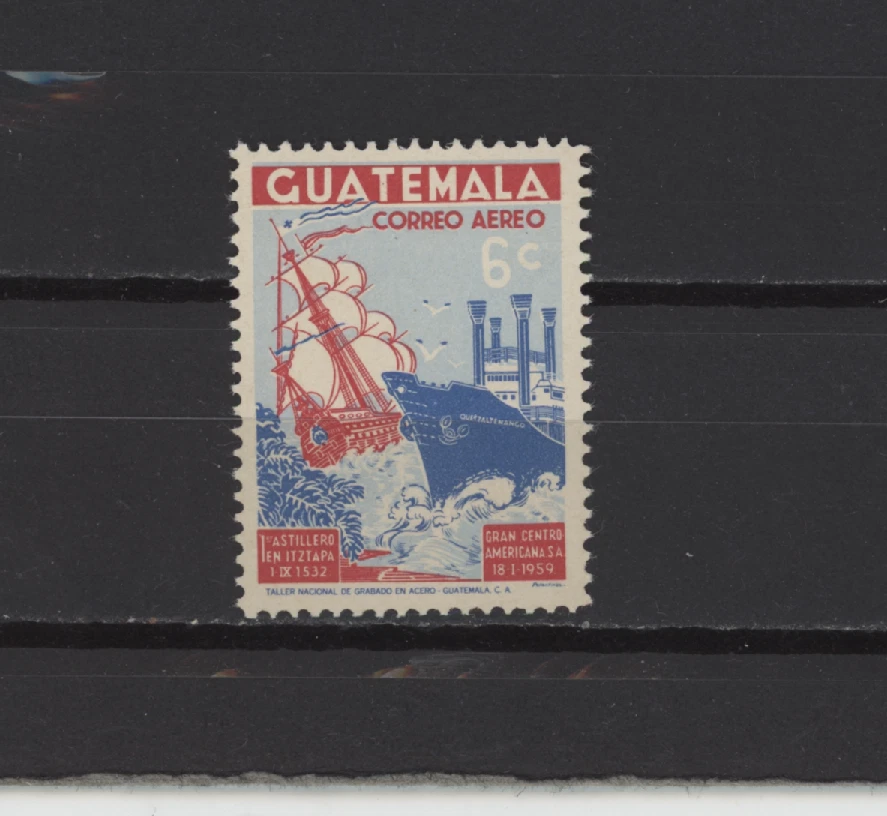 GUATEMALA
CORREO AEREO
6c
QUEZALTENANGO
1er ASTILLERO
EN ITZTAPA
1 IX 1532.
GRAN CENTRO
AMERICANA S.A.
18-I-1959.
TALLER NACIONAL DE GRABADO EN ACERO - GUATEMALA, C. A.